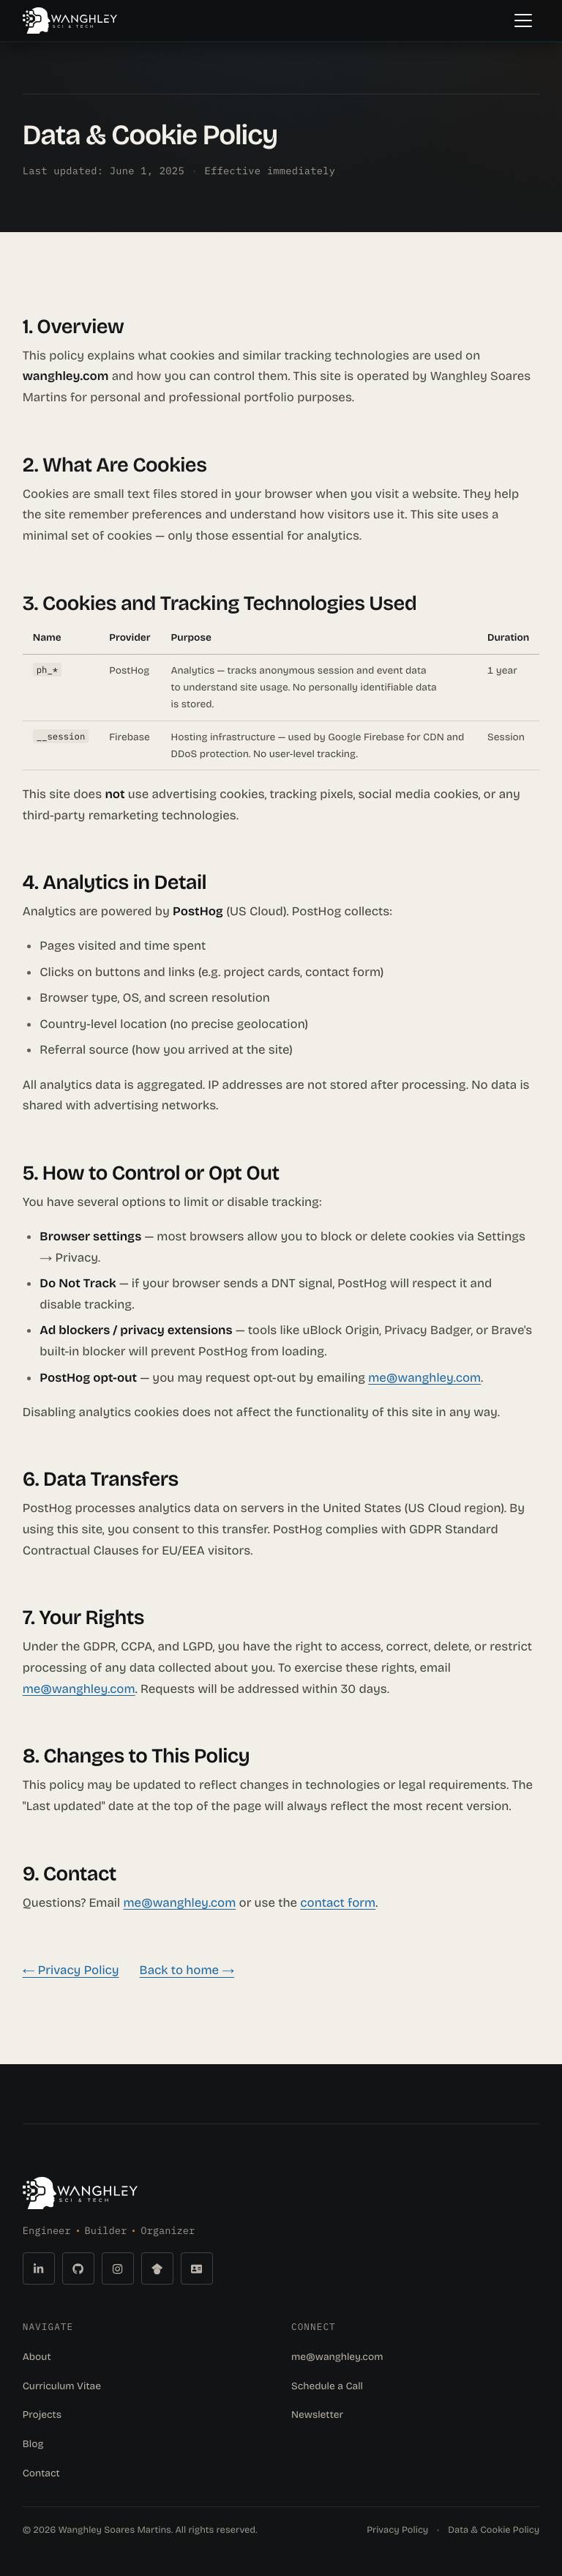 WANGHLEY
SCI & TECH
Data & Cookie Policy
Last updated: June 1, 2025 · Effective immediately
1. Overview
This policy explains what cookies and similar tracking technologies are used on
wanghley.com and how you can control them. This site is operated by Wanghley Soares
Martins for personal and professional portfolio purposes.
2. What Are Cookies
Cookies are small text files stored in your browser when you visit a website. They help
the site remember preferences and understand how visitors use it. This site uses a
minimal set of cookies — only those essential for analytics.
3. Cookies and Tracking Technologies Used
Name Provider Purpose Duration
ph_* PostHog Analytics — tracks anonymous session and event data 1 year
to understand site usage. No personally identifiable data
is stored.
__session Firebase Hosting infrastructure — used by Google Firebase for CDN and Session
DDoS protection. No user-level tracking.
This site does not use advertising cookies, tracking pixels, social media cookies, or any
third-party remarketing technologies.
4. Analytics in Detail
Analytics are powered by PostHog (US Cloud). PostHog collects:
• Pages visited and time spent
• Clicks on buttons and links (e.g. project cards, contact form)
• Browser type, OS, and screen resolution
• Country-level location (no precise geolocation)
• Referral source (how you arrived at the site)
All analytics data is aggregated. IP addresses are not stored after processing. No data is
shared with advertising networks.
5. How to Control or Opt Out
You have several options to limit or disable tracking:
• Browser settings — most browsers allow you to block or delete cookies via Settings
→ Privacy.
• Do Not Track — if your browser sends a DNT signal, PostHog will respect it and
disable tracking.
• Ad blockers / privacy extensions — tools like uBlock Origin, Privacy Badger, or Brave's
built-in blocker will prevent PostHog from loading.
• PostHog opt-out — you may request opt-out by emailing me@wanghley.com.
Disabling analytics cookies does not affect the functionality of this site in any way.
6. Data Transfers
PostHog processes analytics data on servers in the United States (US Cloud region). By
using this site, you consent to this transfer. PostHog complies with GDPR Standard
Contractual Clauses for EU/EEA visitors.
7. Your Rights
Under the GDPR, CCPA, and LGPD, you have the right to access, correct, delete, or restrict
processing of any data collected about you. To exercise these rights, email
me@wanghley.com. Requests will be addressed within 30 days.
8. Changes to This Policy
This policy may be updated to reflect changes in technologies or legal requirements. The
"Last updated" date at the top of the page will always reflect the most recent version.
9. Contact
Questions? Email me@wanghley.com or use the contact form.
← Privacy Policy Back to home →
WANGHLEY
SCI & TECH
Engineer • Builder • Organizer
NAVIGATE
About
Curriculum Vitae
Projects
Blog
Contact
CONNECT
me@wanghley.com
Schedule a Call
Newsletter
© 2026 Wanghley Soares Martins. All rights reserved.
Privacy Policy • Data & Cookie Policy